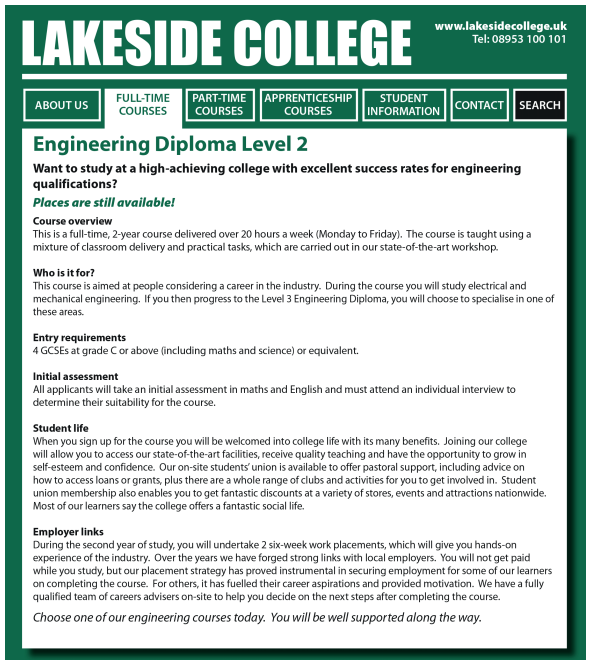 LAKESIDE COLLEGE
www.lakesidecollege.uk
Tel: 08953 100 101
ABOUT US
FULL-TIME
COURSES
PART-TIME
COURSES
APPRENTICESHIP
COURSES
STUDENT
INFORMATION
CONTACT
SEARCH
Engineering Diploma Level 2
Want to study at a high-achieving college with excellent success rates for engineering
qualifications?
Places are still available!
Course overview
This is a full-time, 2-year course delivered over 20 hours a week (Monday to Friday). The course is taught using a
mixture of classroom delivery and practical tasks, which are carried out in our state-of-the-art workshop.
Who is it for?
This course is aimed at people considering a career in the industry. During the course you will study electrical and
mechanical engineering. If you then progress to the Level 3 Engineering Diploma, you will choose to specialise in one of
these areas.
Entry requirements
4 GCSEs at grade C or above (including maths and science) or equivalent.
Initial assessment
All applicants will take an initial assessment in maths and English and must attend an individual interview to
determine their suitability for the course.
Student life
When you sign up for the course you will be welcomed into college life with its many benefits. Joining our college
will allow you to access our state-of-the-art facilities, receive quality teaching and have the opportunity to grow in
self-esteem and confidence. Our on-site students' union is available to offer pastoral support, including advice on
how to access loans or grants, plus there are a whole range of clubs and activities for you to get involved in. Student
union membership also enables you to get fantastic discounts at a variety of stores, events and attractions nationwide.
Most of our learners say the college offers a fantastic social life.
Employer links
During the second year of study, you will undertake 2 six-week work placements, which will give you hands-on
experience of the industry. Over the years we have forged strong links with local employers. You will not get paid
while you study, but our placement strategy has proved instrumental in securing employment for some of our learners
on completing the course. For others, it has fuelled their career aspirations and provided motivation. We have a fully
qualified team of careers advisers on-site to help you decide on the next steps after completing the course.
Choose one of our engineering courses today. You will be well supported along the way.